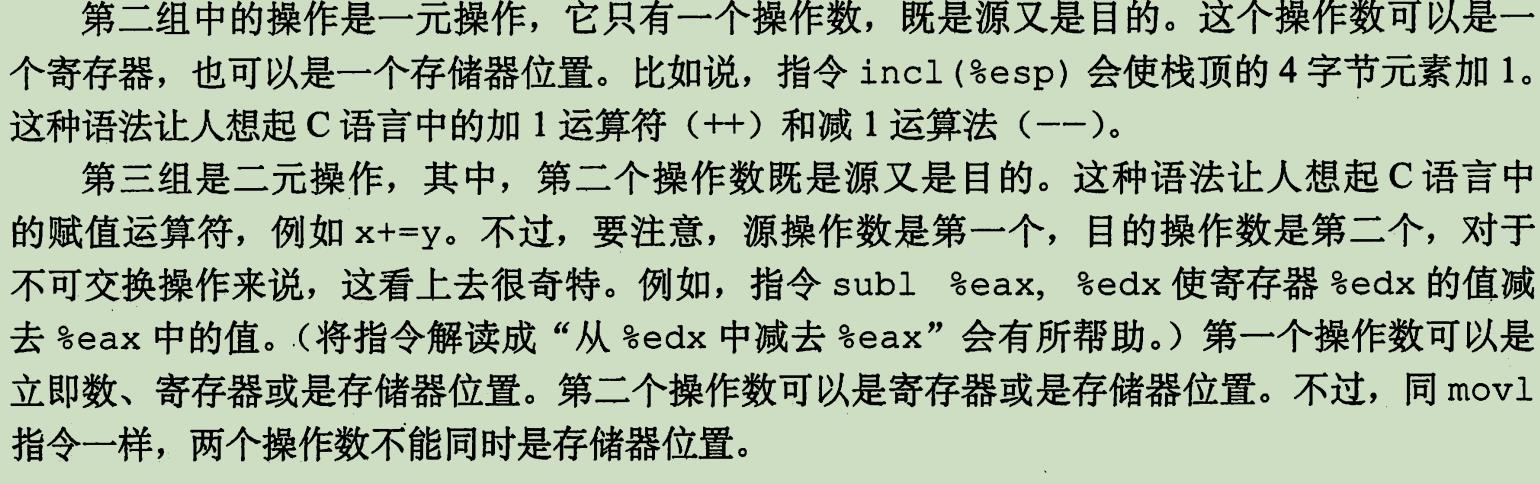 第二组中的操作是一元操作，它只有一个操作数，既是源又是目的。这个操作数可以是一
个寄存器，也可以是一个存储器位置。比如说，指令 incl(%esp) 会使栈顶的 4 字节元素加 1。
这种语法让人想起 C 语言中的加 1 运算符（++）和减 1 运算法（——）。
第三组是二元操作，其中，第二个操作数既是源又是目的。这种语法让人想起 C 语言中
的赋值运算符，例如 x+=y。不过，要注意，源操作数是第一个，目的操作数是第二个，对于
不可交换操作来说，这看上去很奇特。例如，指令 subl %eax, %edx 使寄存器 %edx 的值减
去 %eax 中的值。（将指令解读成“从 %edx 中减去 %eax”会有所帮助。）第一个操作数可以是
立即数、寄存器或是存储器位置。第二个操作数可以是寄存器或是存储器位置。不过，同 movl
指令一样，两个操作数不能同时是存储器位置。